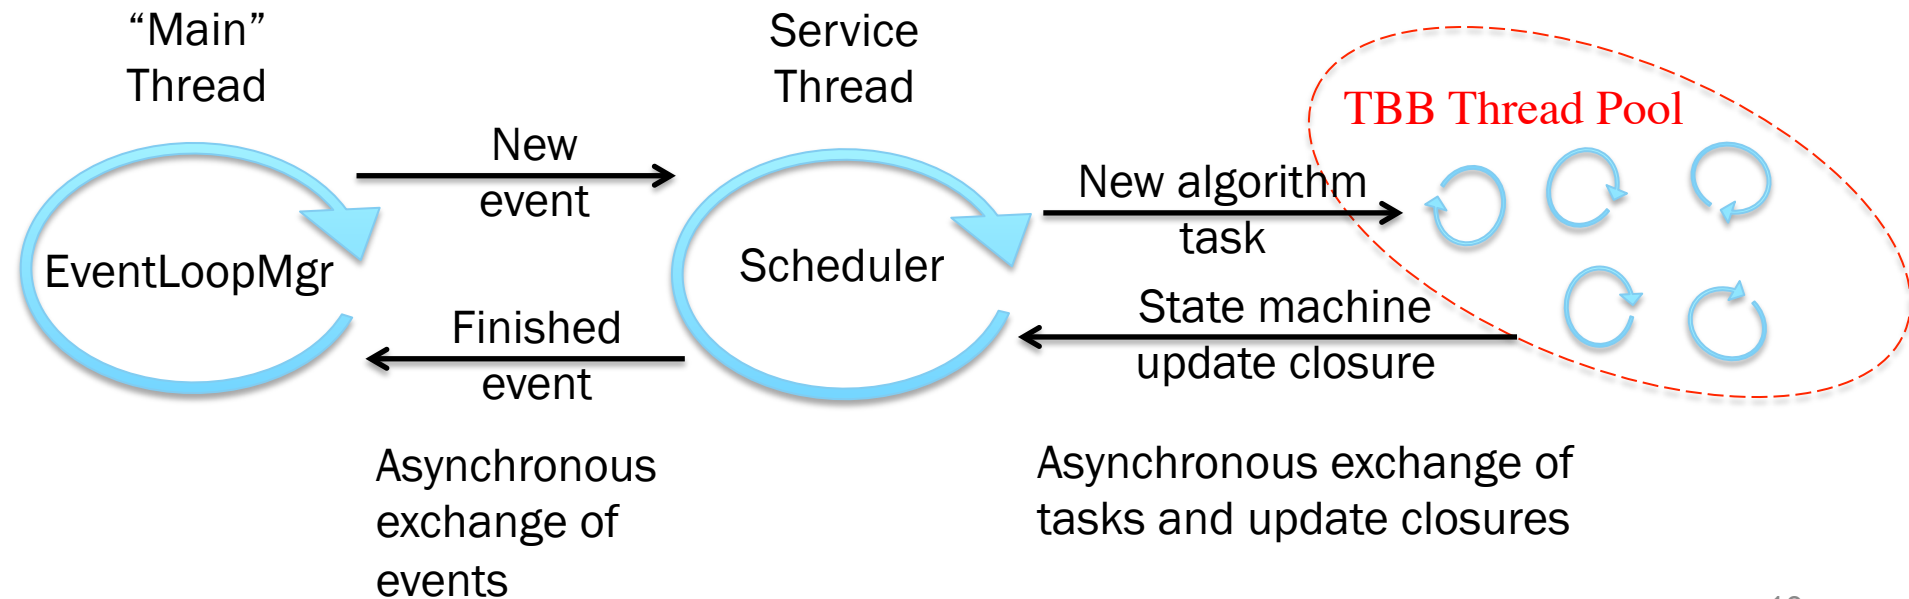 “Main”
Thread
Service
Thread
TBB Thread Pool
New
event
New algorithm
task
EventLoopMgr
Scheduler
Finished
event
State machine
update closure
Asynchronous
exchange of
events
Asynchronous exchange of
tasks and update closures